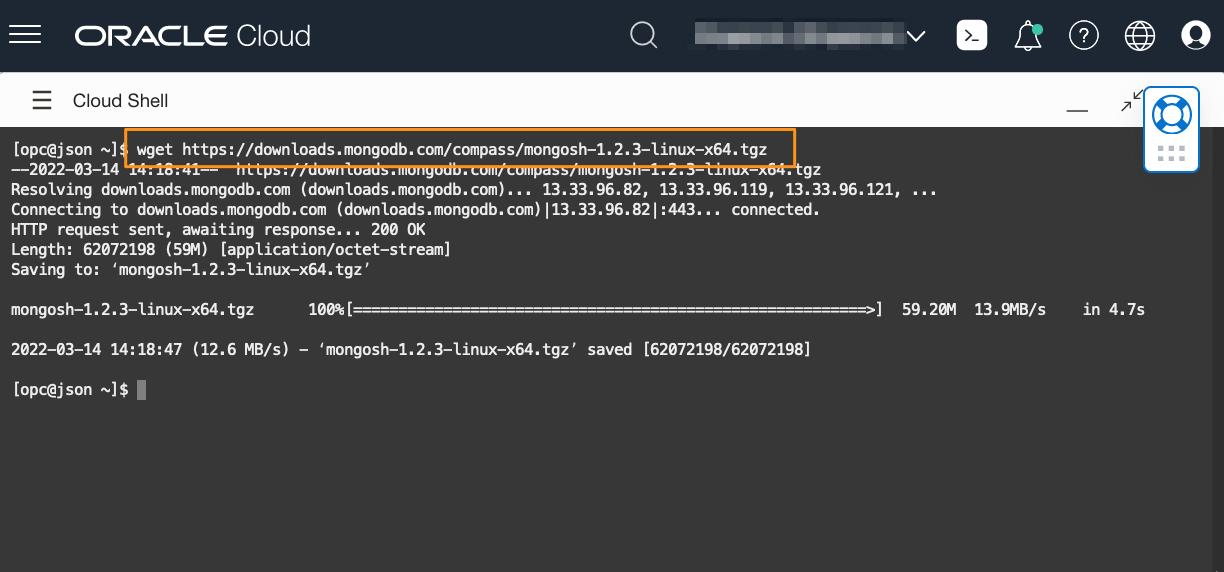 ORACLE Cloud
Cloud Shell
[opc@json ~]$ wget https://downloads.mongodb.com/compass/mongosh-1.2.3-linux-x64.tgz
--2022-03-14 14:18:41-- https://downloads.mongodb.com/compass/mongosh-1.2.3-linux-x64.tgz
Resolving downloads.mongodb.com (downloads.mongodb.com)... 13.33.96.82, 13.33.96.119, 13.33.96.121, ...
Connecting to downloads.mongodb.com (downloads.mongodb.com)|13.33.96.82|:443... connected.
HTTP request sent, awaiting response... 200 OK
Length: 62072198 (59M) [application/octet-stream]
Saving to: ‘mongosh-1.2.3-linux-x64.tgz’
mongosh-1.2.3-linux-x64.tgz 100%[=========================================================>] 59.20M 13.9MB/s in 4.7s
2022-03-14 14:18:47 (12.6 MB/s) - ‘mongosh-1.2.3-linux-x64.tgz’ saved [62072198/62072198]
[opc@json ~]$